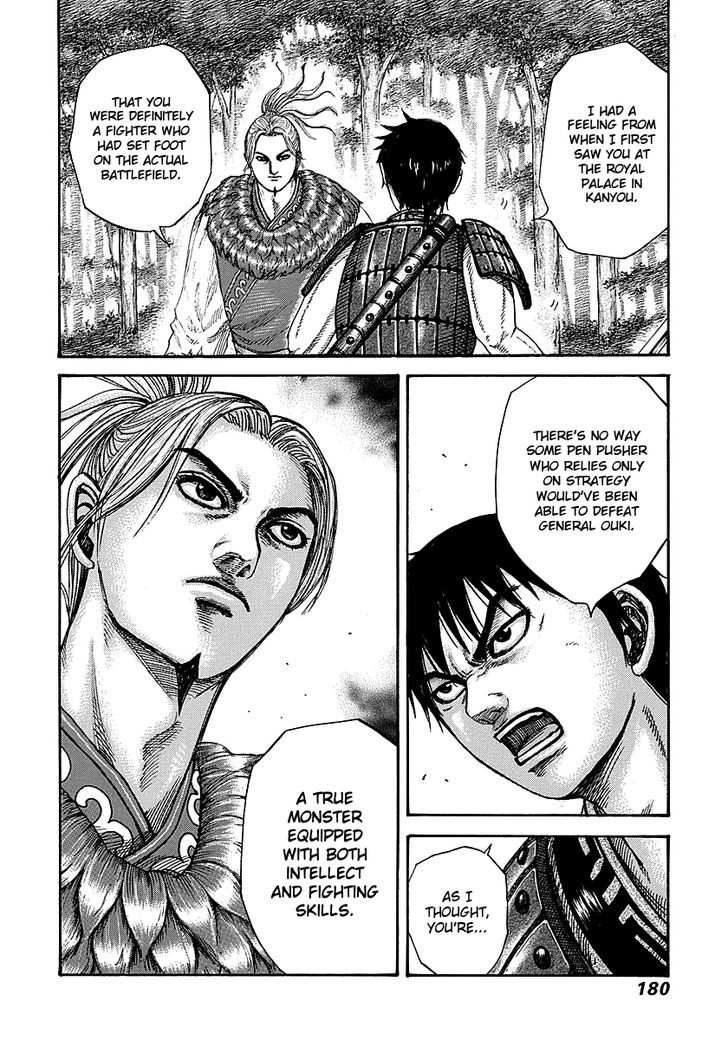 I HAD A
FEELING FROM
WHEN I FIRST
SAW YOU AT
THE ROYAL
PALACE IN
KANYOU.
THAT YOU
WERE DEFINITELY
A FIGHTER WHO
HAD SET FOOT
ON THE ACTUAL
BATTLEFIELD.
THERE'S NO WAY
SOME PEN PUSHER
WHO RELIES ONLY
ON STRATEGY
WOULD'VE BEEN
ABLE TO DEFEAT
GENERAL OUKI.
AS I
THOUGHT,
YOU'RE...
A TRUE
MONSTER
EQUIPPED
WITH BOTH
INTELLECT
AND FIGHTING
SKILLS.
180